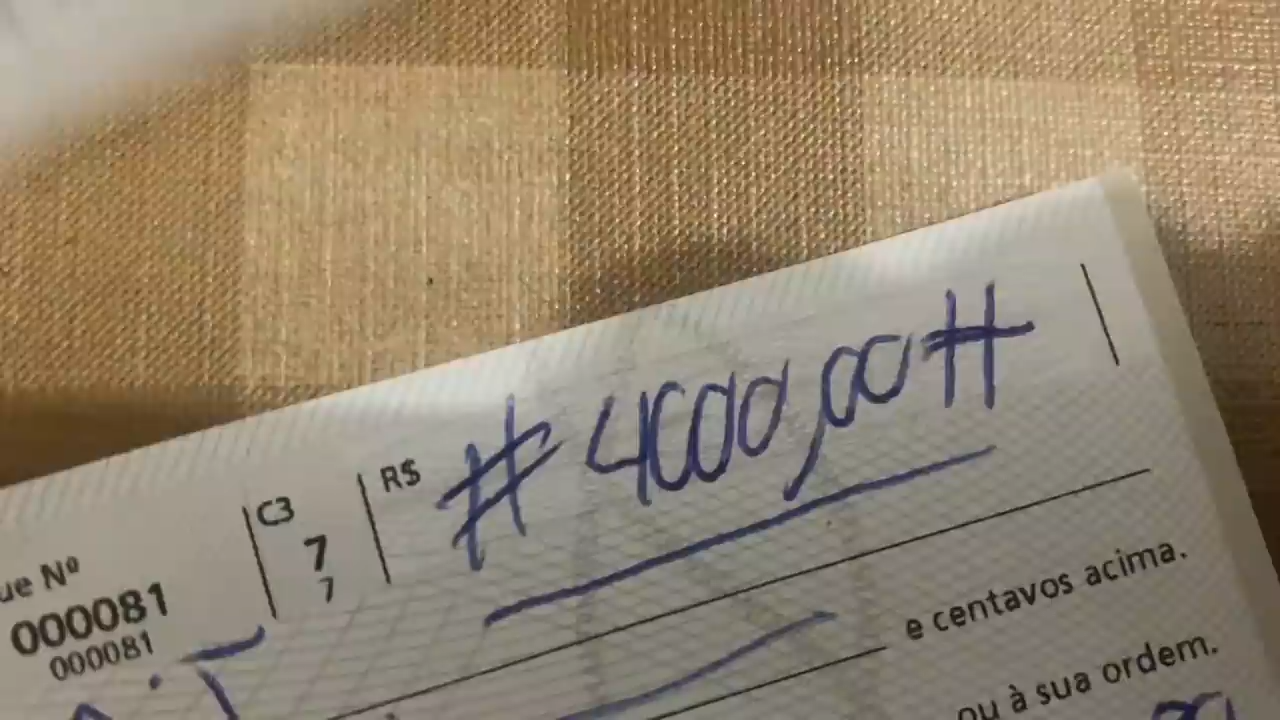 R$ #4000,00#
C3
7
7
ue Nº
000081
000081
e centavos acima.
ou à sua ordem.